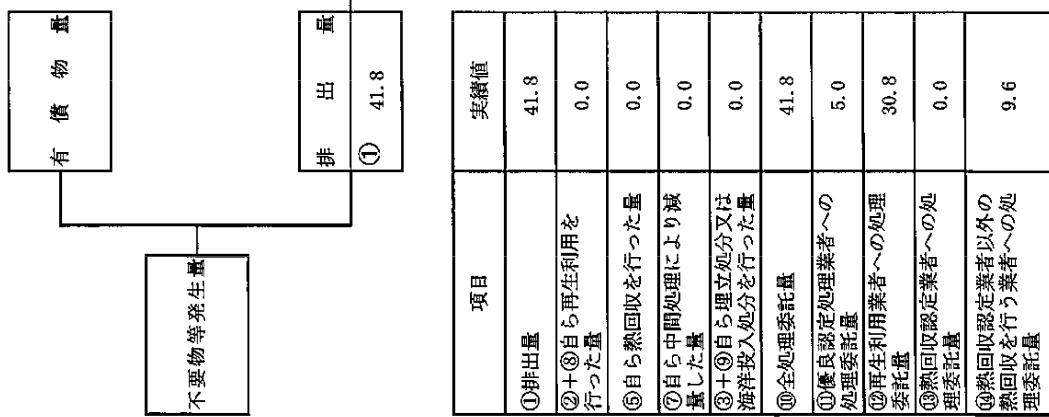 有償物量
不要物等発生量
排出量
① 41.8
項目 実績値
①排出量 41.8
②+⑧自ら再生利用を
行った量 0.0
⑤自ら熱回収を行った量 0.0
⑦自ら中間処理により減
量した量 0.0
③+⑨自ら埋立処分又は
海洋投入処分を行った量 0.0
⑩全処理委託量 41.8
⑪優良認定処理業者への
処理委託量 5.0
⑫再生利用業者への処理
委託量 30.8
⑬熱回収認定業者への処
理委託量 0.0
⑭熱回収認定業者以外の
熱回収を行う業者への処
理委託量 9.6